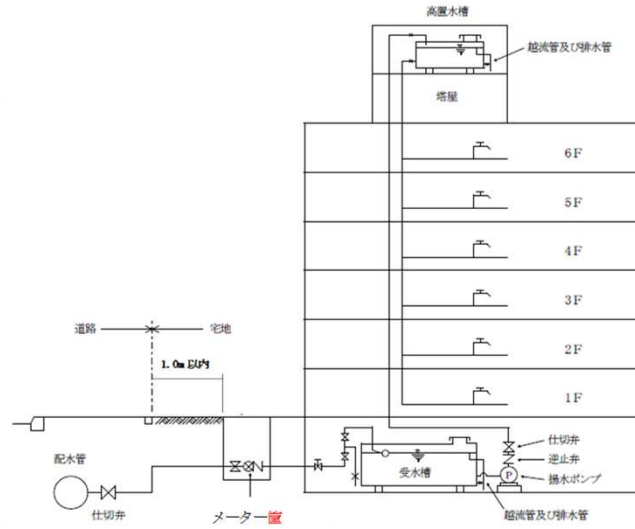 高置水槽
越流管及び排水管
塔屋
6F
5F
4F
3F
2F
1F
道路
宅地
1.0m以内
配水管
仕切弁
メーター筺
受水槽
仕切弁
逆止弁
P
揚水ポンプ
越流管及び排水管